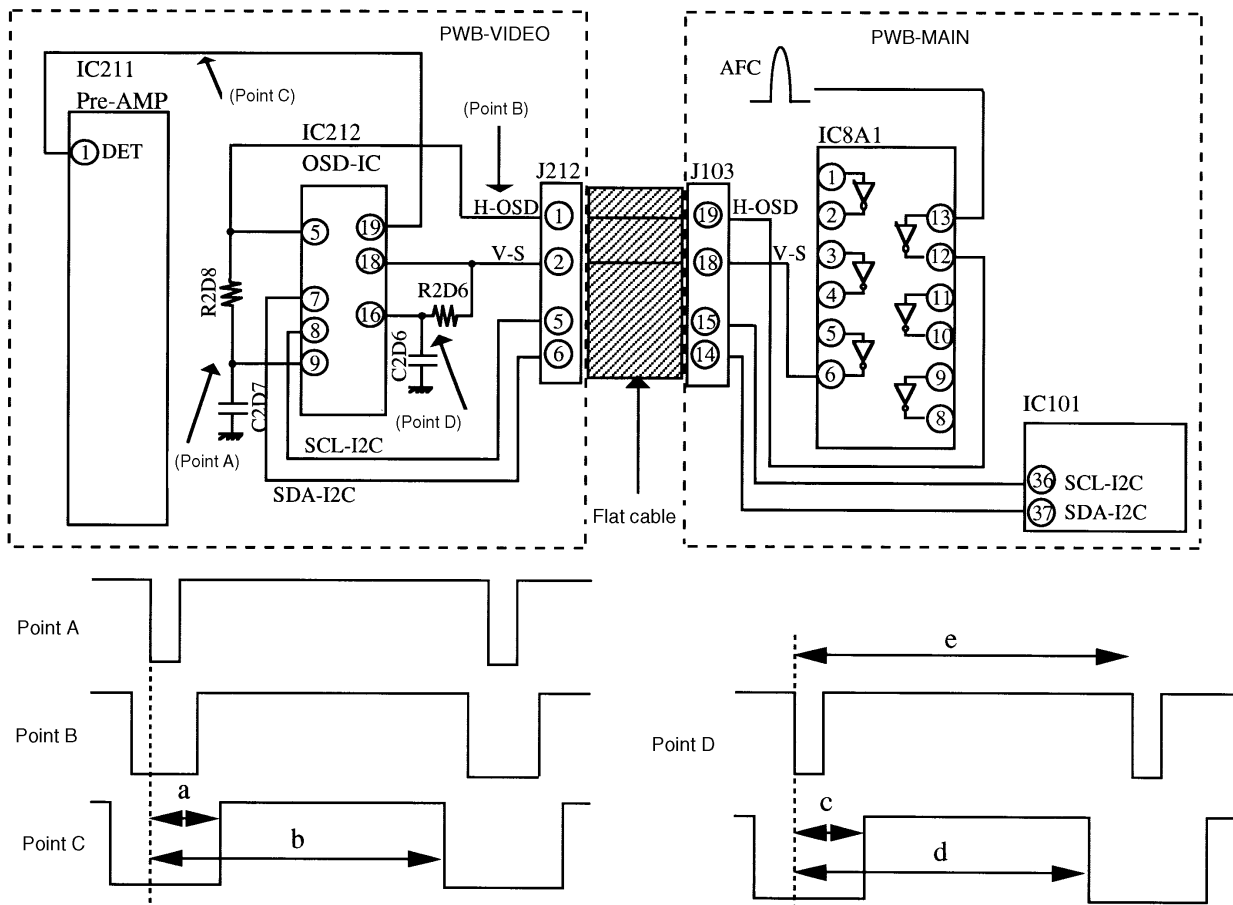 PWB-VIDEO
PWB-MAIN
IC211
Pre-AMP
(Point C)
AFC
(Point B)
IC212
OSD-IC
IC8A1
1 DET
J212
J103
1
2
3
4
5
6
13
12
11
10
9
8
5
7
8
9
19
18
16
H-OSD
V-S
1
2
5
6
19
18
15
14
H-OSD
V-S
R2D8
R2D6
C2D6
C2D7
(Point D)
(Point A)
SCL-I2C
SDA-I2C
Flat cable
IC101
36 SCL-I2C
37 SDA-I2C
Point A
Point B
a
Point C
b
e
Point D
c
d